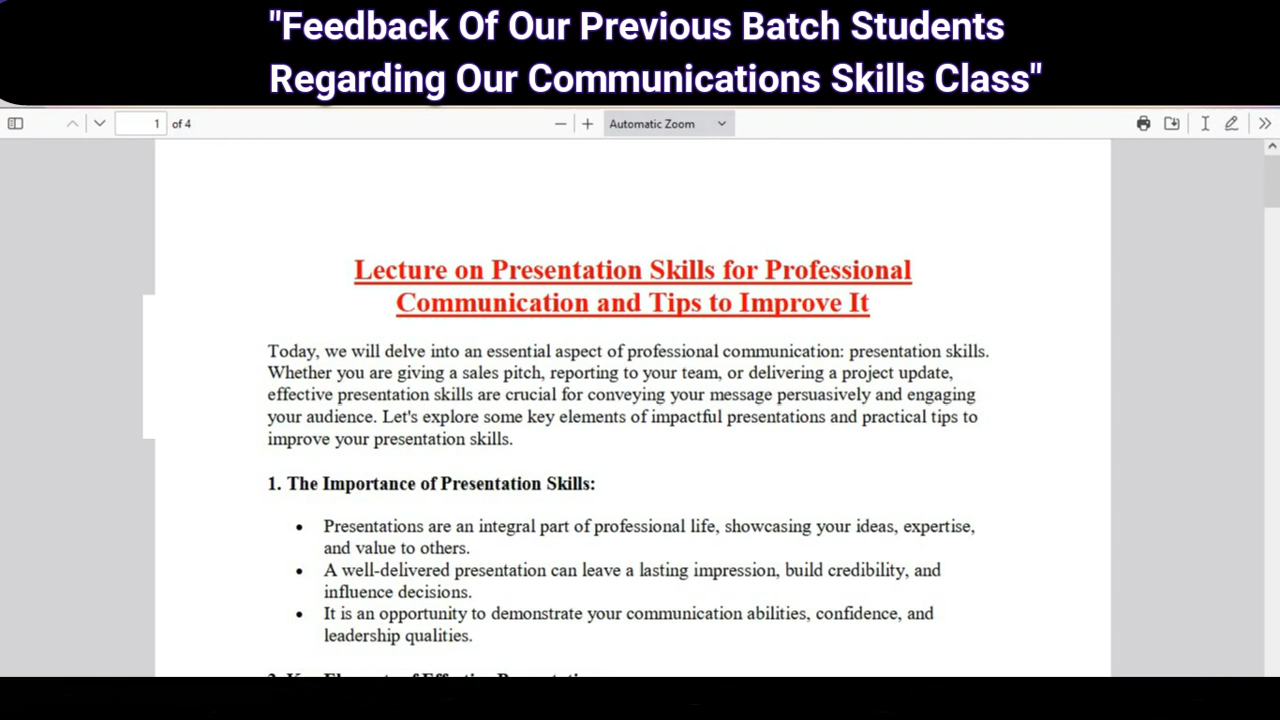 "Feedback Of Our Previous Batch Students
Regarding Our Communications Skills Class"
1 of 4
Automatic Zoom
Lecture on Presentation Skills for Professional
Communication and Tips to Improve It
Today, we will delve into an essential aspect of professional communication: presentation skills.
Whether you are giving a sales pitch, reporting to your team, or delivering a project update,
effective presentation skills are crucial for conveying your message persuasively and engaging
your audience. Let's explore some key elements of impactful presentations and practical tips to
improve your presentation skills.
1. The Importance of Presentation Skills:
• Presentations are an integral part of professional life, showcasing your ideas, expertise,
and value to others.
• A well-delivered presentation can leave a lasting impression, build credibility, and
influence decisions.
• It is an opportunity to demonstrate your communication abilities, confidence, and
leadership qualities.